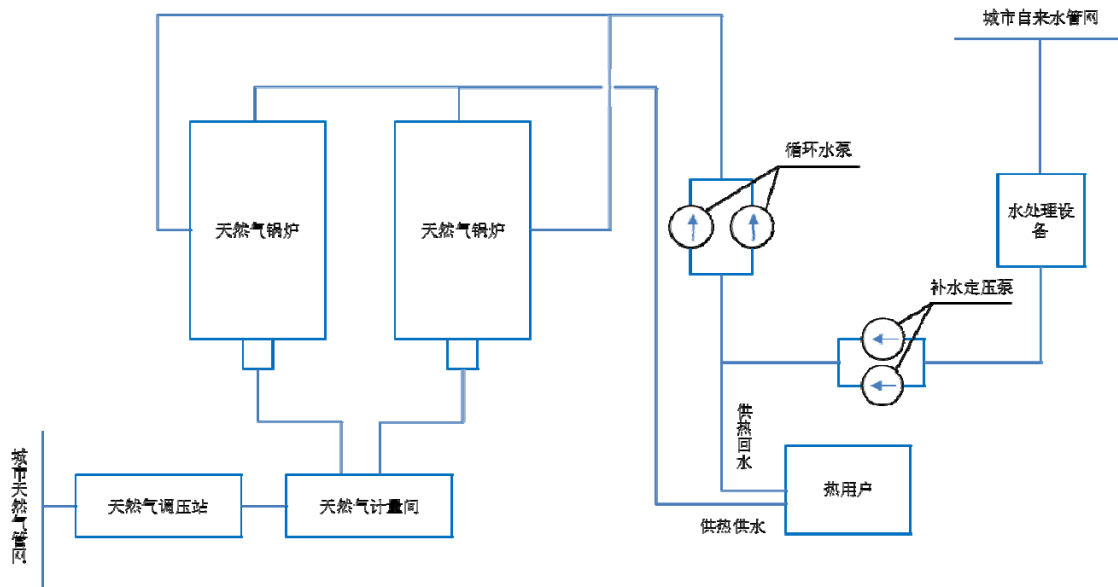 城市自来水管网
循环水泵
水处理设
备
天然气锅炉
天然气锅炉
补水定压泵
供热回水
城市天然气管网
天然气调压站
天然气计量间
热用户
供热供水